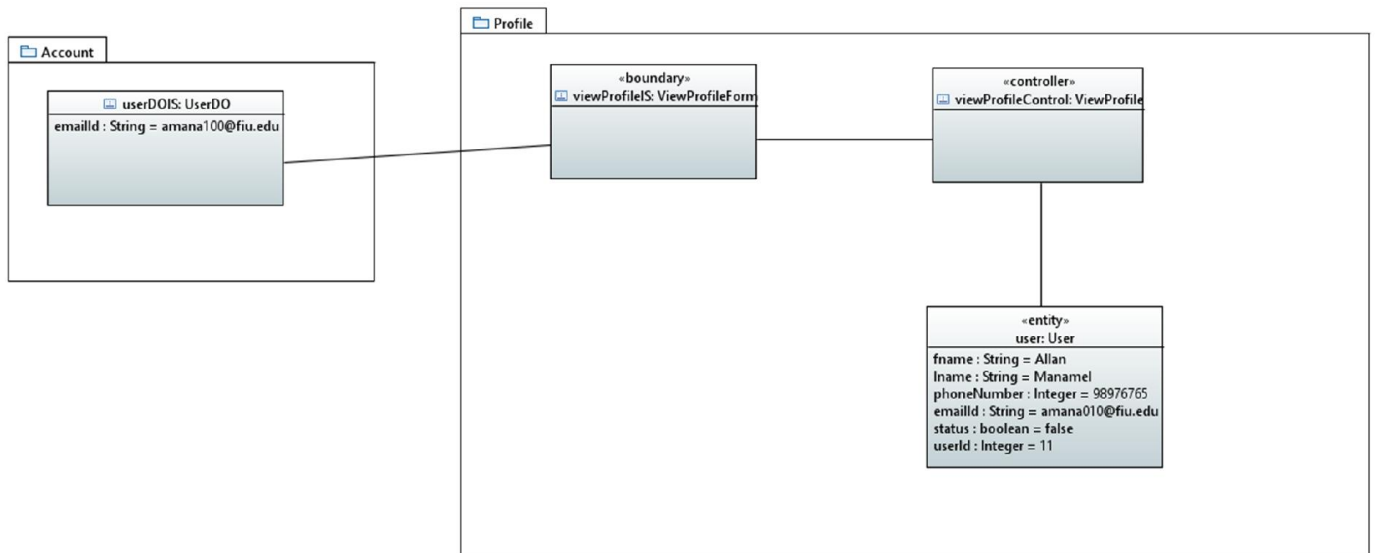 Account
userDOIS: UserDO
emailId : String = amana100@fiu.edu
Profile
«boundary»
viewProfileIS: ViewProfileForm
«controller»
viewProfileControl: ViewProfile
«entity»
user: User
fname : String = Allan
lname : String = Manamel
phoneNumber : Integer = 98976765
emailId : String = amana010@fiu.edu
status : boolean = false
userId : Integer = 11